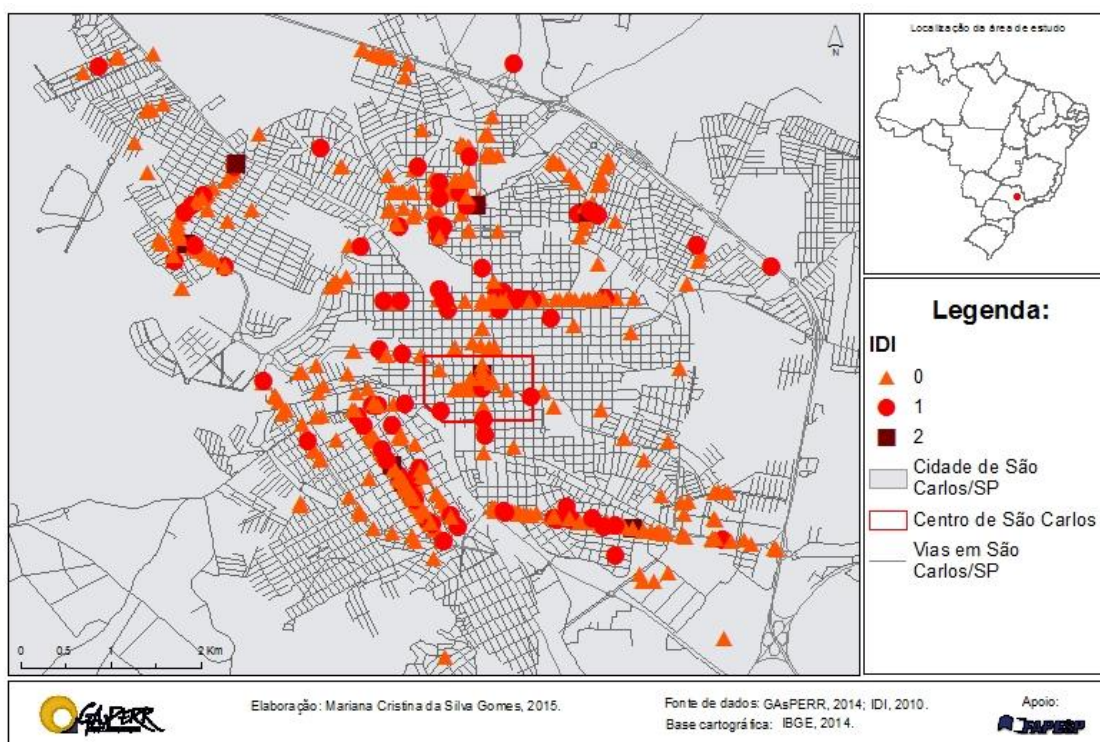 Localização da área de estudo
N
Legenda:
IDI
0
1
2
Cidade de São
Carlos/SP
Centro de São Carlos
Vias em São
Carlos/SP
0 0.5 1 2 Km
GAsPERR
Elaboração: Mariana Cristina da Silva Gomes, 2015.
Fonte de dados: GAsPERR, 2014; IDI, 2010.
Base cartográfica: IBGE, 2014.
Apoio:
FAPESP